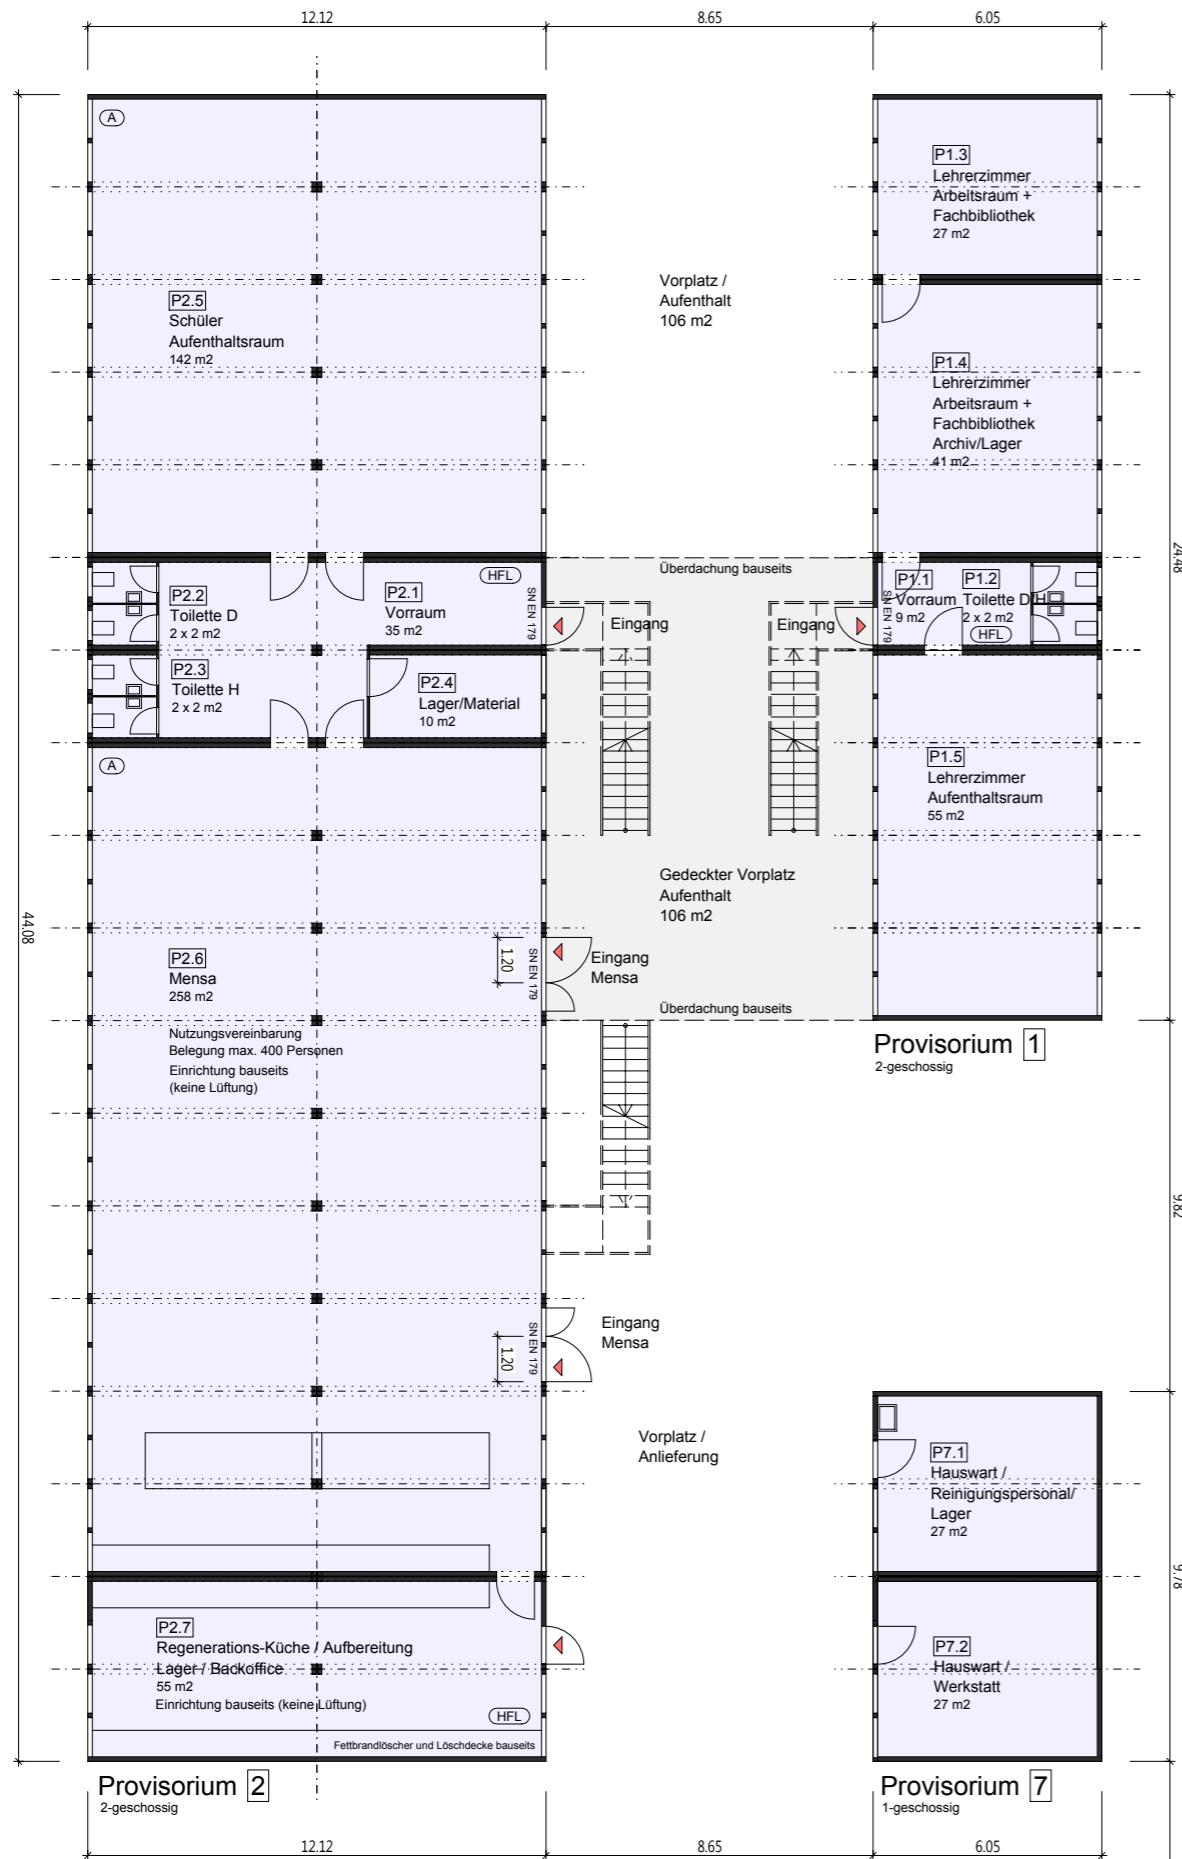 12.12
8.65
6.05
A
P1.3
Lehrerzimmer
Arbeitsraum +
Fachbibliothek
27 m2
P2.5
Schüler
Aufenthaltsraum
142 m2
Vorplatz /
Aufenthalt
106 m2
P1.4
Lehrerzimmer
Arbeitsraum +
Fachbibliothek
Archiv/Lager
41 m2
24.48
Überdachung bauseits
P2.2
Toilette D
2 x 2 m2
P2.1
Vorraum
35 m2
HFL
SN EN 179
Eingang
Eingang
SN EN 179
P1.1
Vorraum
9 m2
P1.2
Toilette D/H
2 x 2 m2
HFL
P2.3
Toilette H
2 x 2 m2
P2.4
Lager/Material
10 m2
A
P1.5
Lehrerzimmer
Aufenthaltsraum
55 m2
Gedeckter Vorplatz
Aufenthalt
106 m2
44.08
P2.6
Mensa
258 m2
Nutzungsvereinbarung
Belegung max. 400 Personen
Einrichtung bauseits
(keine Lüftung)
1.20
SN EN 179
Eingang
Mensa
Überdachung bauseits
Provisorium 1
2-geschossig
9.82
1.20
SN EN 179
Eingang
Mensa
Vorplatz /
Anlieferung
P7.1
Hauswart /
Reinigungspersonal/
Lager
27 m2
9.78
P2.7
Regenerations-Küche / Aufbereitung
Lager / Backoffice
55 m2
Einrichtung bauseits (keine Lüftung)
HFL
Fettbrandlöscher und Löschdecke bauseits
P7.2
Hauswart /
Werkstatt
27 m2
Provisorium 2
2-geschossig
Provisorium 7
1-geschossig
12.12
8.65
6.05